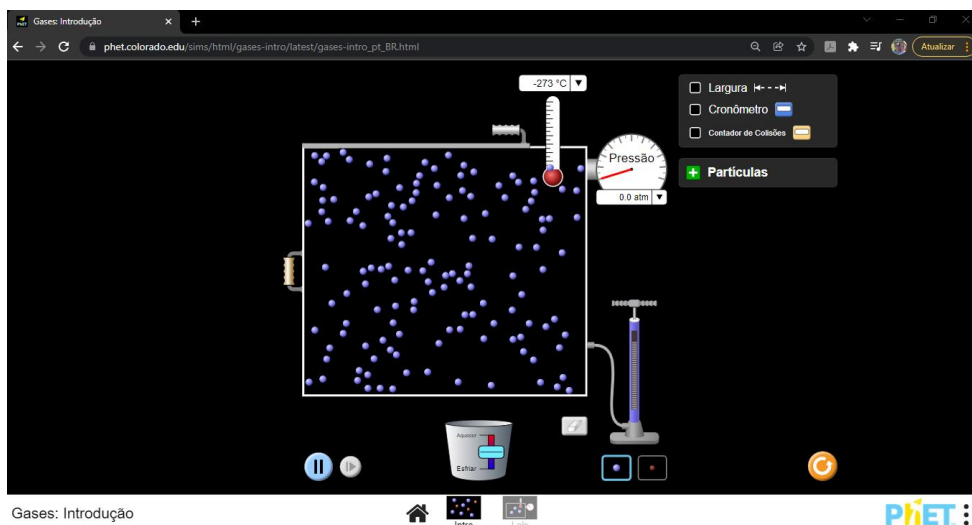 Gases: Introdução
phet.colorado.edu/sims/html/gases-intro/latest/gases-intro_pt_BR.html
Atualizar
-273 °C
Largura
Cronômetro
Contador de Colisões
Pressão
Partículas
0.0 atm
Aquecer
Esfriar
Gases: Introdução
Intro
Lab
PhET